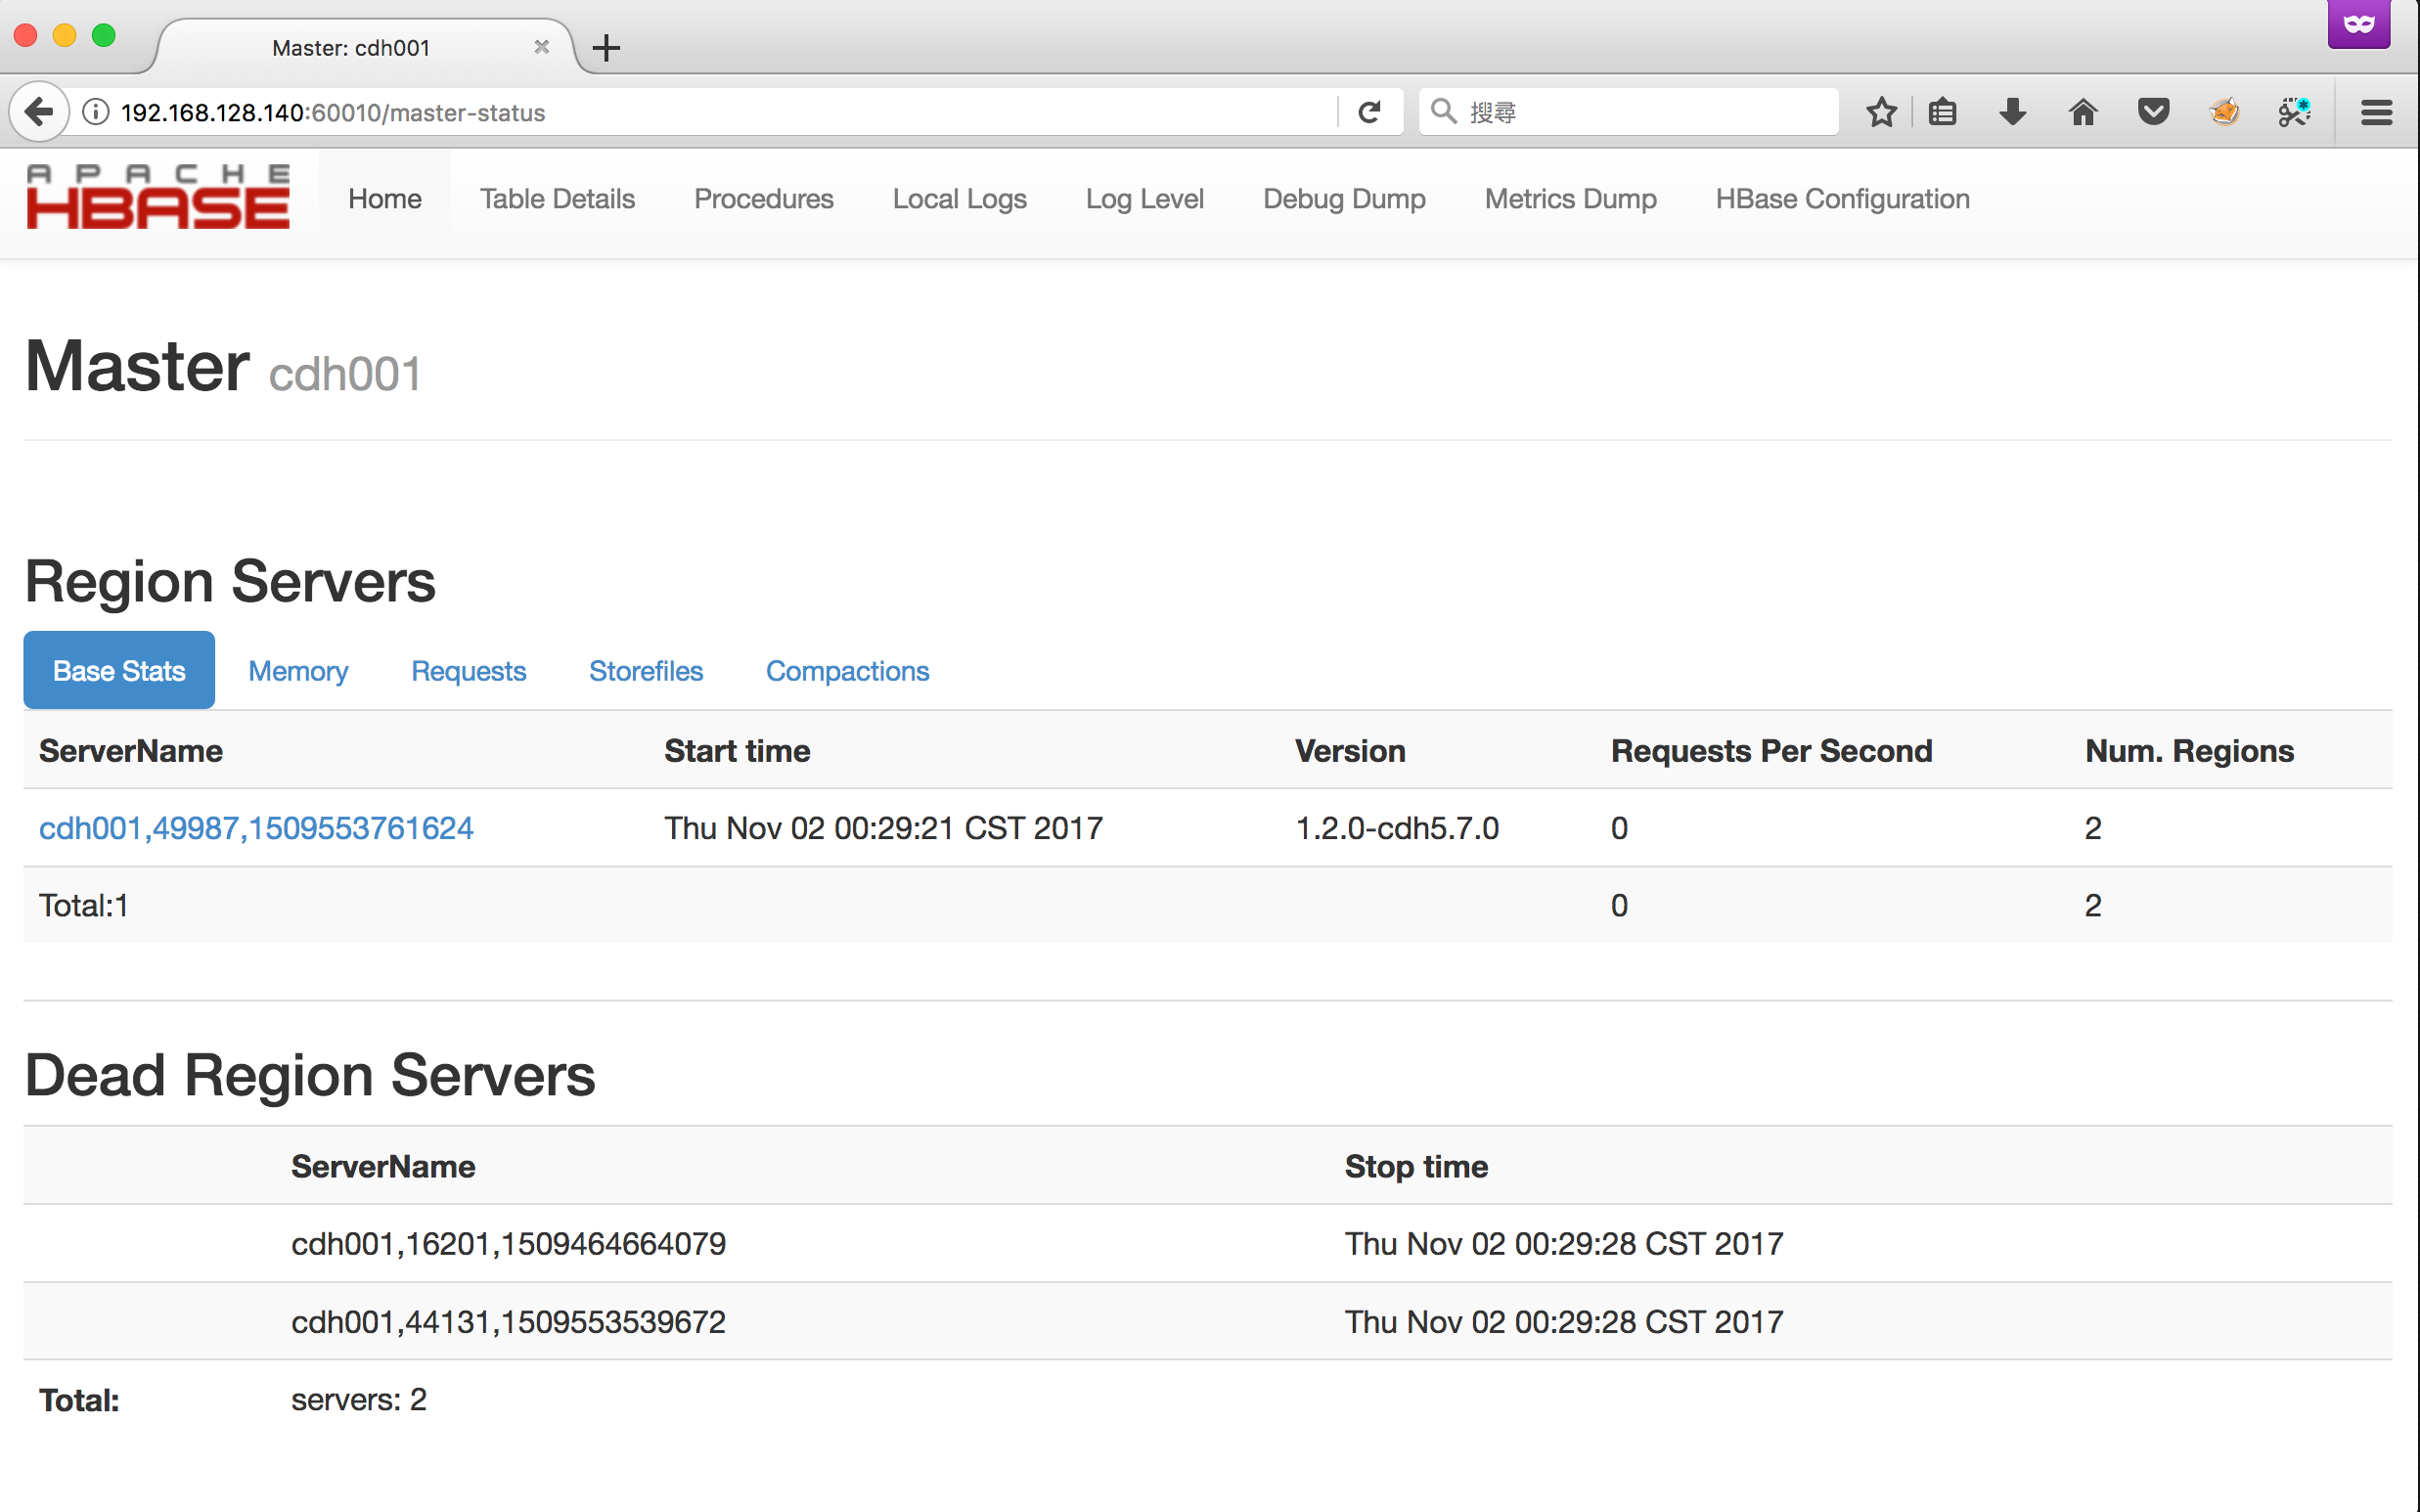 Master: cdh001
192.168.128.140:60010/master-status
搜尋
APACHE
HBASE
Home Table Details Procedures Local Logs Log Level Debug Dump Metrics Dump HBase Configuration
Master cdh001
Region Servers
Base Stats Memory Requests Storefiles Compactions
ServerName Start time Version Requests Per Second Num. Regions
cdh001,49987,1509553761624 Thu Nov 02 00:29:21 CST 2017 1.2.0-cdh5.7.0 0 2
Total:1 0 2
Dead Region Servers
ServerName Stop time
cdh001,16201,1509464664079 Thu Nov 02 00:29:28 CST 2017
cdh001,44131,1509553539672 Thu Nov 02 00:29:28 CST 2017
Total: servers: 2